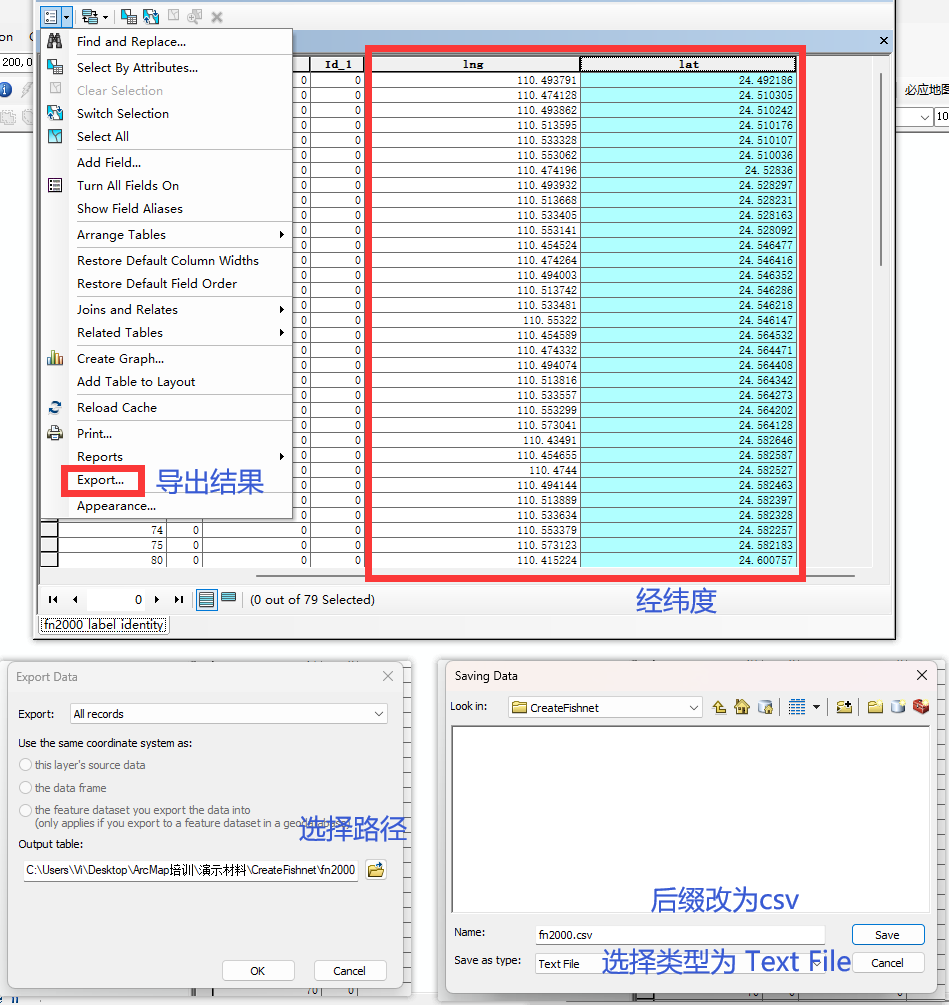 Find and Replace...
Select By Attributes...
Clear Selection
Switch Selection
Select All
Add Field...
Turn All Fields On
Show Field Aliases
Arrange Tables
Restore Default Column Widths
Restore Default Field Order
Joins and Relates
Related Tables
Create Graph...
Add Table to Layout
Reload Cache
Print...
Reports
Export...
导出结果
Appearance...
on
200,0
必应地图
10
Id_1 lng lat
0 0 110.493791 24.492186
0 0 110.474128 24.510305
0 0 110.493862 24.510242
0 0 110.513595 24.510176
0 0 110.533328 24.510107
0 0 110.553062 24.510036
0 0 110.474196 24.52836
0 0 110.493932 24.528297
0 0 110.513668 24.528231
0 0 110.533405 24.528163
0 0 110.553141 24.528092
0 0 110.454524 24.546477
0 0 110.474264 24.546416
0 0 110.494003 24.546352
0 0 110.513742 24.546286
0 0 110.533481 24.546218
0 0 110.55322 24.546147
0 0 110.454589 24.564532
0 0 110.474332 24.564471
0 0 110.494074 24.564408
0 0 110.513816 24.564342
0 0 110.533557 24.564273
0 0 110.553299 24.564202
0 0 110.573041 24.564128
0 0 110.43491 24.582646
0 0 110.454655 24.582587
0 0 110.4744 24.582527
0 0 110.494144 24.582463
0 0 110.513889 24.582397
0 0 110.533634 24.582328
74 0 0 0 110.553379 24.582257
75 0 0 0 110.573123 24.582183
80 0 0 0 110.415224 24.600757
经纬度
0 (0 out of 79 Selected)
fn2000_label_identity
Export Data
Export: All records
Use the same coordinate system as:
this layer's source data
the data frame
the feature dataset you export the data into
(only applies if you export to a feature dataset in a geodatabase)
选择路径
Output table:
C:\Users\Vi\Desktop\ArcMap培训\演示材料\CreateFishnet\fn2000
OK Cancel
70 0
Saving Data
Look in: CreateFishnet
后缀改为csv
Name: fn2000.csv Save
Save as type: Text File 选择类型为 Text File Cancel
70 0 0